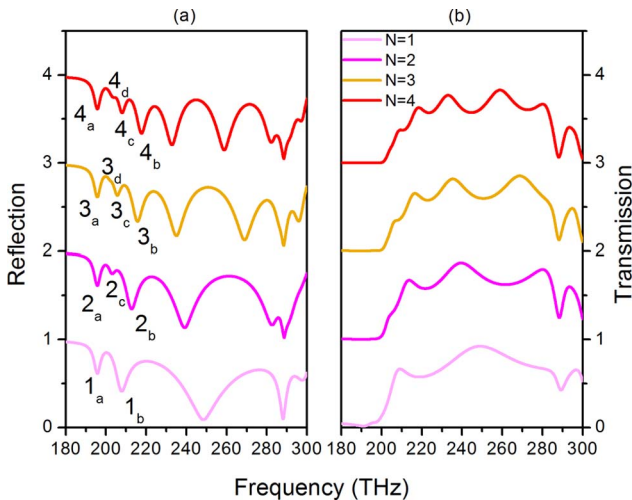 (a) (b)
N=1
N=2
N=3
N=4
4
3
2
1
0
4
3
2
1
0
4a 4d 4c 4b
3a 3d 3c 3b
2a 2c 2b
1a 1b
Reflection
Transmission
180 200 220 240 260 280 300
180 200 220 240 260 280 300
Frequency (THz)